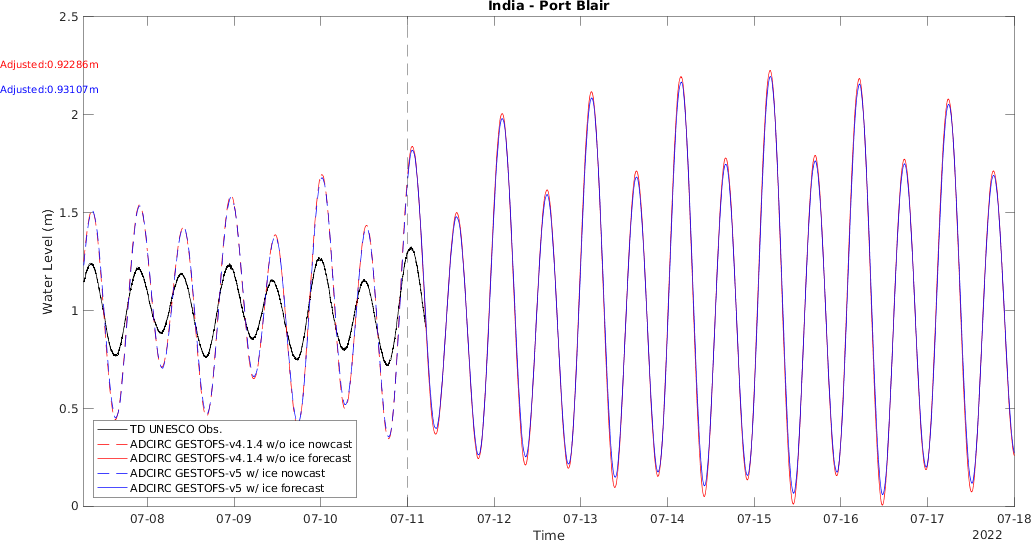 India - Port Blair
2.5
Adjusted:0.92286m
Adjusted:0.93107m
2
1.5
Water Level (m)
1
0.5
TD UNESCO Obs.
ADCIRC GESTOFS-v4.1.4 w/o ice nowcast
ADCIRC GESTOFS-v4.1.4 w/o ice forecast
ADCIRC GESTOFS-v5 w/ ice nowcast
ADCIRC GESTOFS-v5 w/ ice forecast
0
07-08 07-09 07-10 07-11 07-12 07-13 07-14 07-15 07-16 07-17 07-18
Time
2022